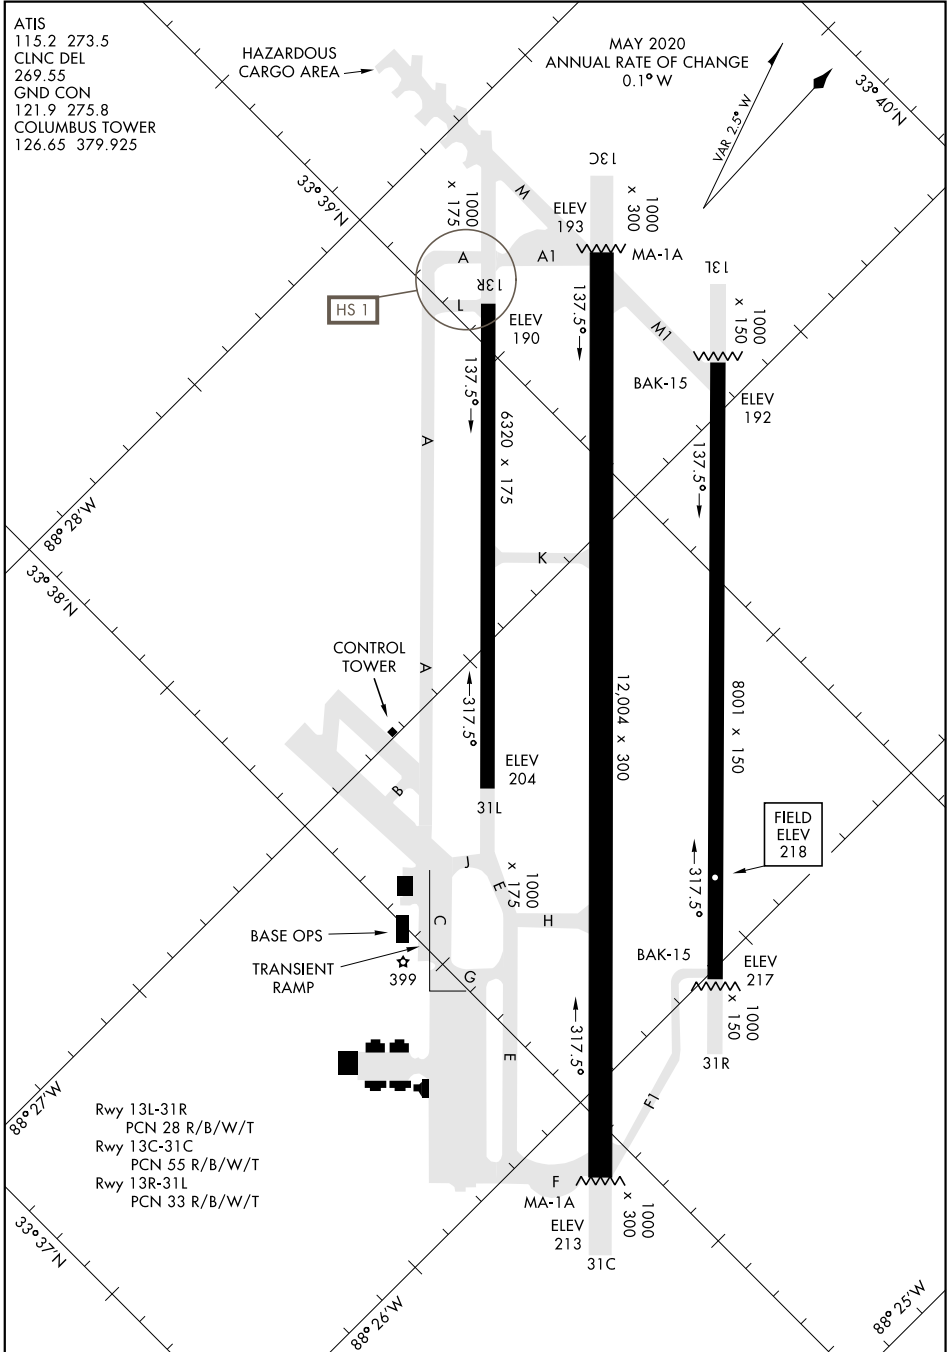 ATIS
115.2 273.5
CLNC DEL
269.55
GND CON
121.9 275.8
COLUMBUS TOWER
126.65 379.925
HAZARDOUS
CARGO AREA
MAY 2020
ANNUAL RATE OF CHANGE
0.1° W
VAR 2.5° W
33° 40'N
33° 39'N
W
13C
1000
x 300
1000
x 175
ELEV
193
MA-1A
A
A1
13L
1000
x 150
HS 1
L
13R
ELEV
190
137.5°
W1
BAK-15
ELEV
192
137.5°
137.5°
A
6320 x 175
88° 28'W
33° 38'N
K
CONTROL
TOWER
A
317.5°
12,004 x 300
8001 x 150
ELEV
204
31L
B
FIELD
ELEV
218
J
E
1000
x 175
317.5°
C
H
BASE OPS
TRANSIENT
RAMP
399
G
BAK-15
ELEV
217
1000
x 150
317.5°
E
31R
F1
88° 27'W
Rwy 13L-31R
PCN 28 R/B/W/T
Rwy 13C-31C
PCN 55 R/B/W/T
Rwy 13R-31L
PCN 33 R/B/W/T
F
MA-1A
ELEV
213
1000
x 300
31C
33° 37'N
88° 26'W
88° 25'W